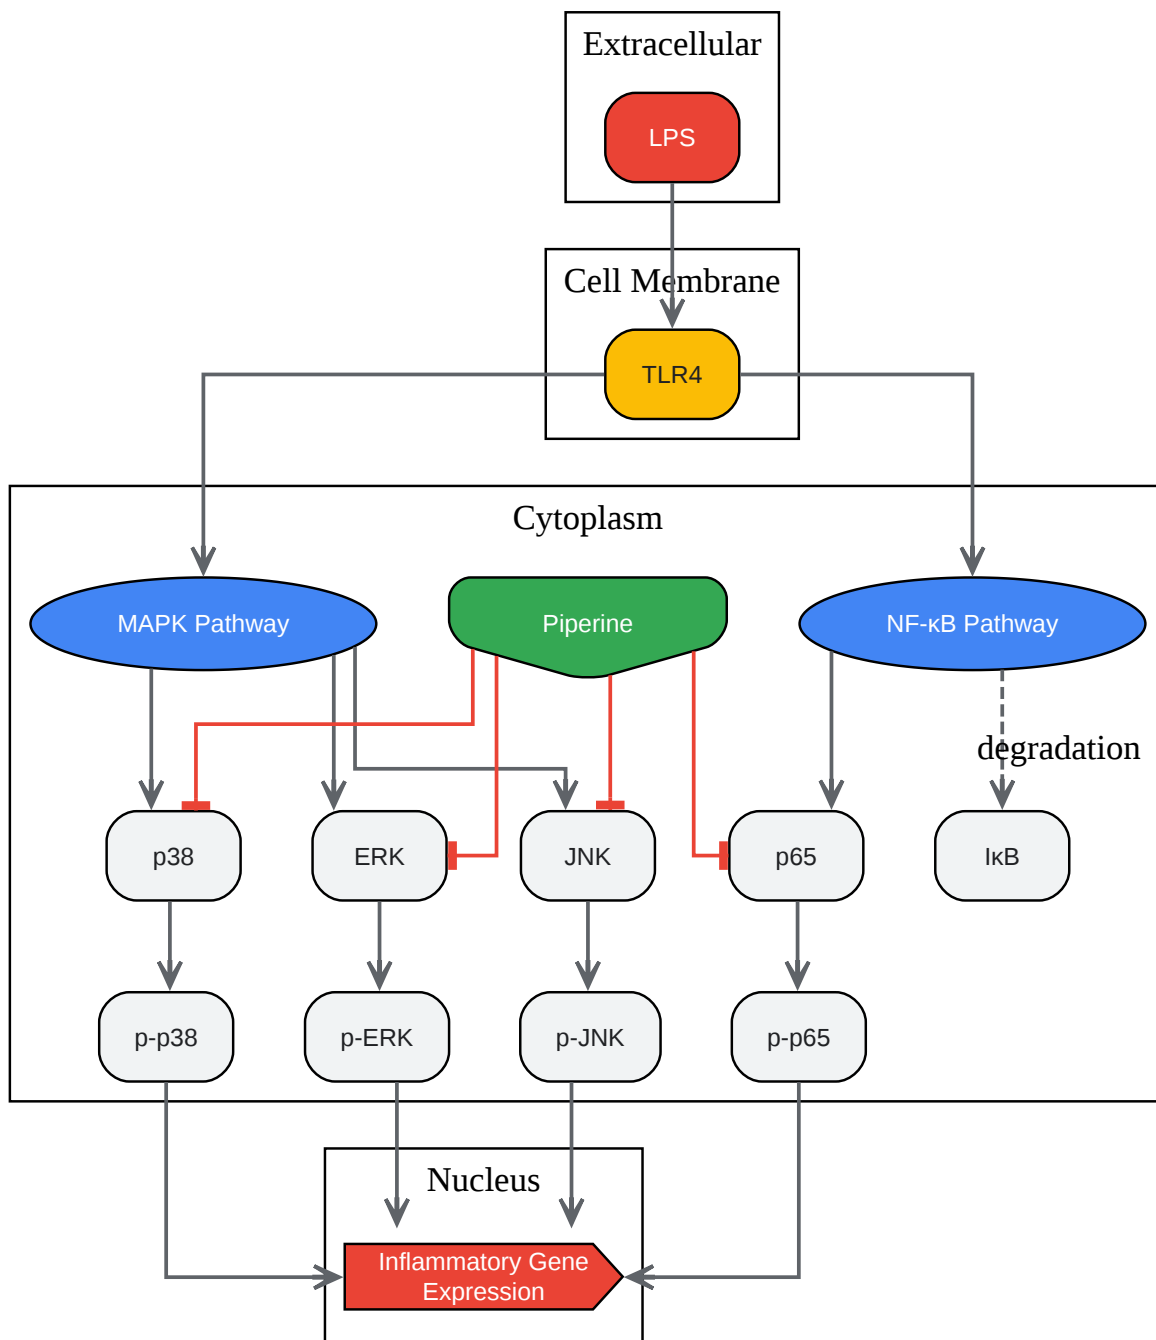 Extracellular
LPS
Cell Membrane
TLR4
Cytoplasm
MAPK Pathway
Piperine
NF-κB Pathway
degradation
p38
ERK
JNK
p65
IκB
p-p38
p-ERK
p-JNK
p-p65
Nucleus
Inflammatory Gene
Expression